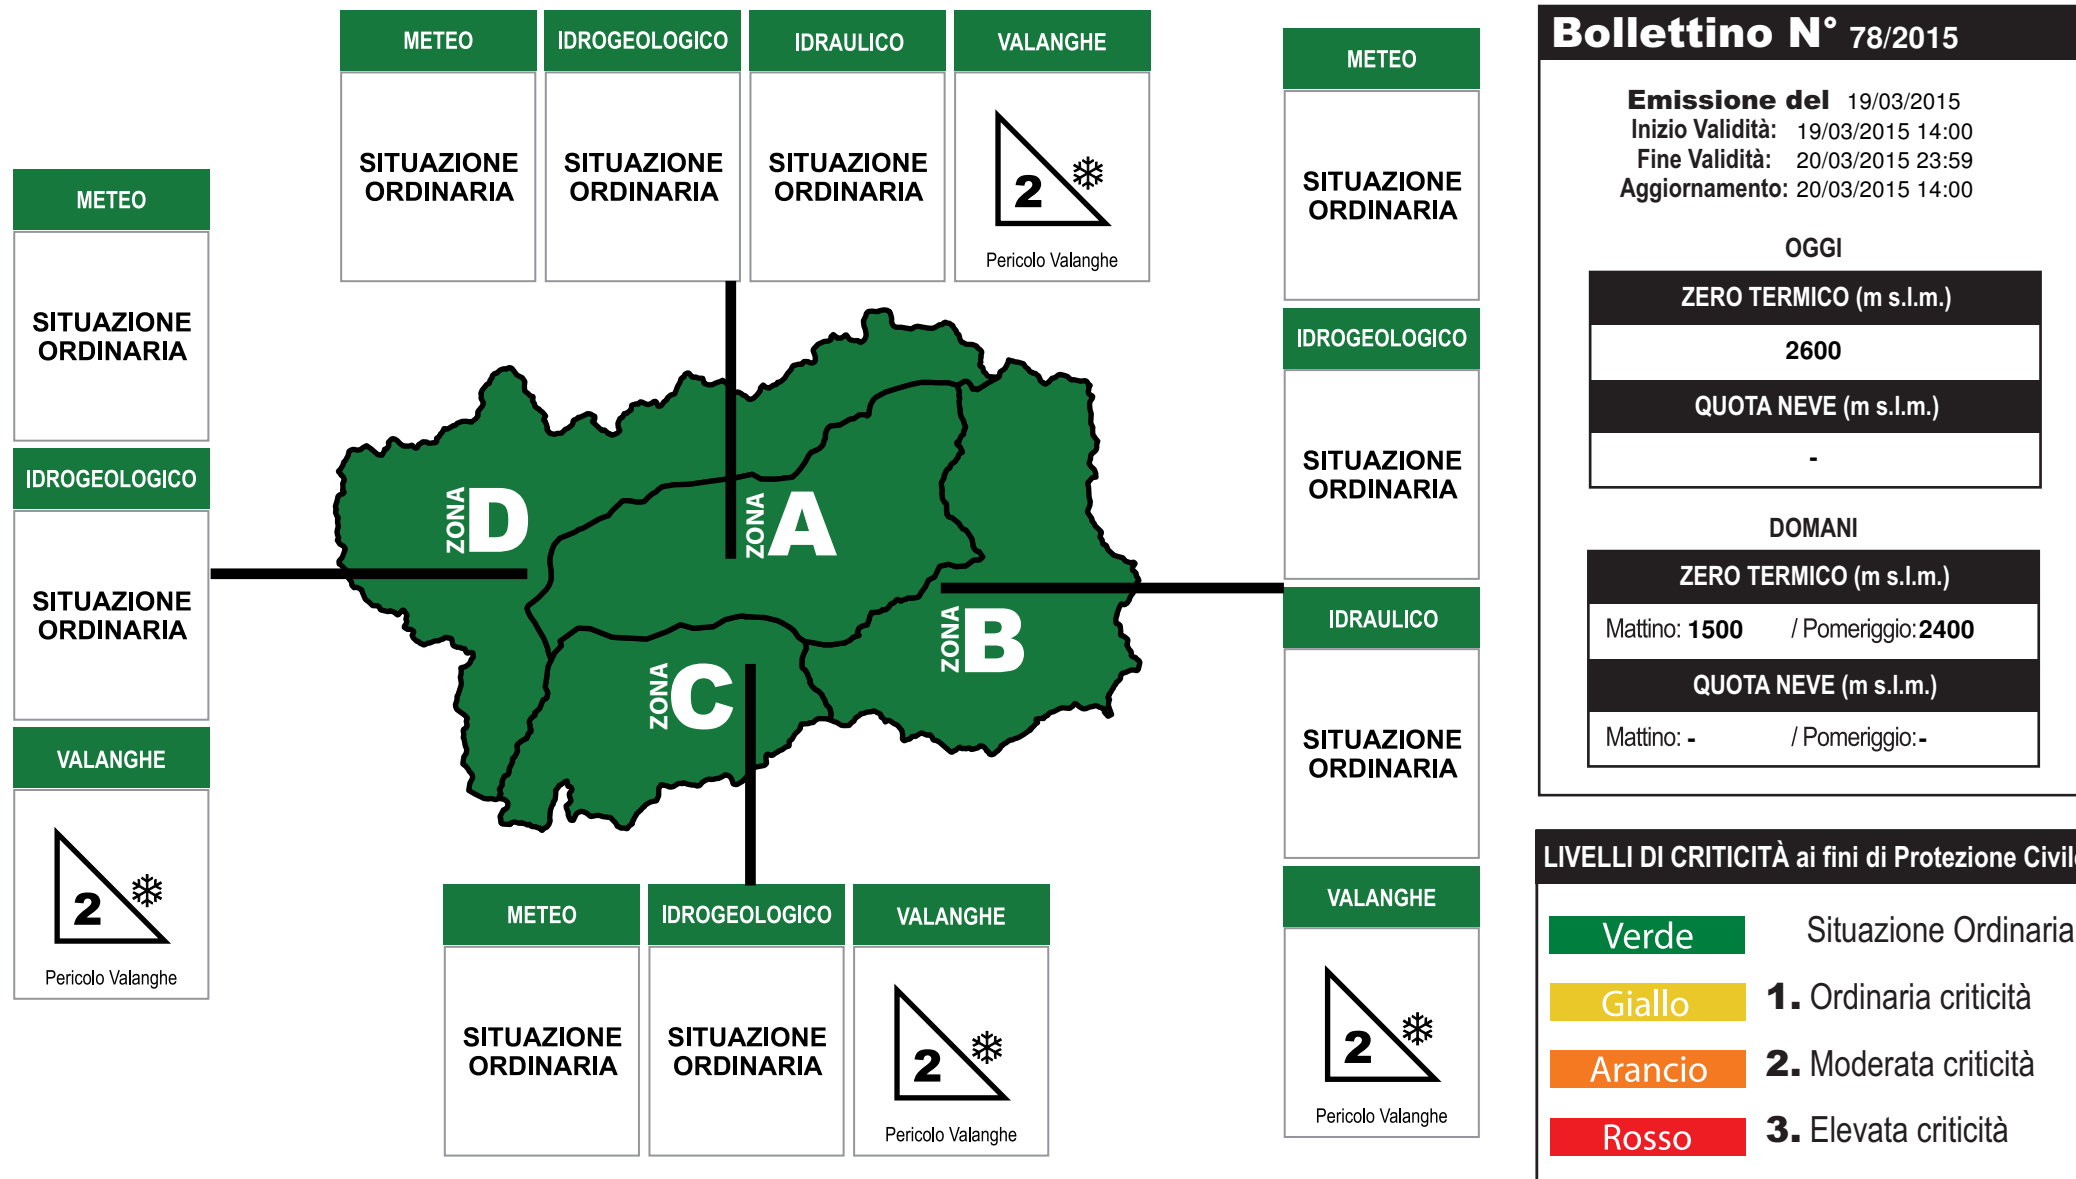 METEO
IDROGEOLOGICO
IDRAULICO
VALANGHE
SITUAZIONE
ORDINARIA
SITUAZIONE
ORDINARIA
SITUAZIONE
ORDINARIA
2
Pericolo Valanghe
METEO
SITUAZIONE
ORDINARIA
IDROGEOLOGICO
SITUAZIONE
ORDINARIA
VALANGHE
2
Pericolo Valanghe
ZONA D
ZONA A
ZONA B
ZONA C
METEO
SITUAZIONE
ORDINARIA
IDROGEOLOGICO
SITUAZIONE
ORDINARIA
IDRAULICO
SITUAZIONE
ORDINARIA
VALANGHE
2
Pericolo Valanghe
METEO
IDROGEOLOGICO
VALANGHE
SITUAZIONE
ORDINARIA
SITUAZIONE
ORDINARIA
2
Pericolo Valanghe
Bollettino N° 78/2015
Emissione del 19/03/2015
Inizio Validità: 19/03/2015 14:00
Fine Validità: 20/03/2015 23:59
Aggiornamento: 20/03/2015 14:00
OGGI
ZERO TERMICO (m s.l.m.)
2600
QUOTA NEVE (m s.l.m.)
-
DOMANI
ZERO TERMICO (m s.l.m.)
Mattino: 1500 / Pomeriggio: 2400
QUOTA NEVE (m s.l.m.)
Mattino: - / Pomeriggio: -
LIVELLI DI CRITICITÀ ai fini di Protezione Civile
Verde Situazione Ordinaria
Giallo 1. Ordinaria criticità
Arancio 2. Moderata criticità
Rosso 3. Elevata criticità